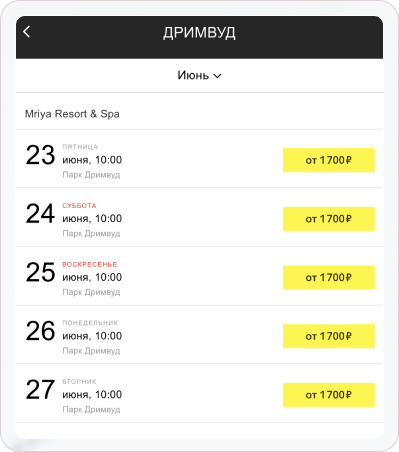 ДРИМВУД
Июнь
Mriya Resort & Spa
23 ПЯТНИЦА
июня, 10:00
Парк Дримвуд
от 1700₽
24 СУББОТА
июня, 10:00
Парк Дримвуд
от 1700₽
25 ВОСКРЕСЕНЬЕ
июня, 10:00
Парк Дримвуд
от 1700₽
26 ПОНЕДЕЛЬНИК
июня, 10:00
Парк Дримвуд
от 1700₽
27 ВТОРНИК
июня, 10:00
Парк Дримвуд
от 1700₽